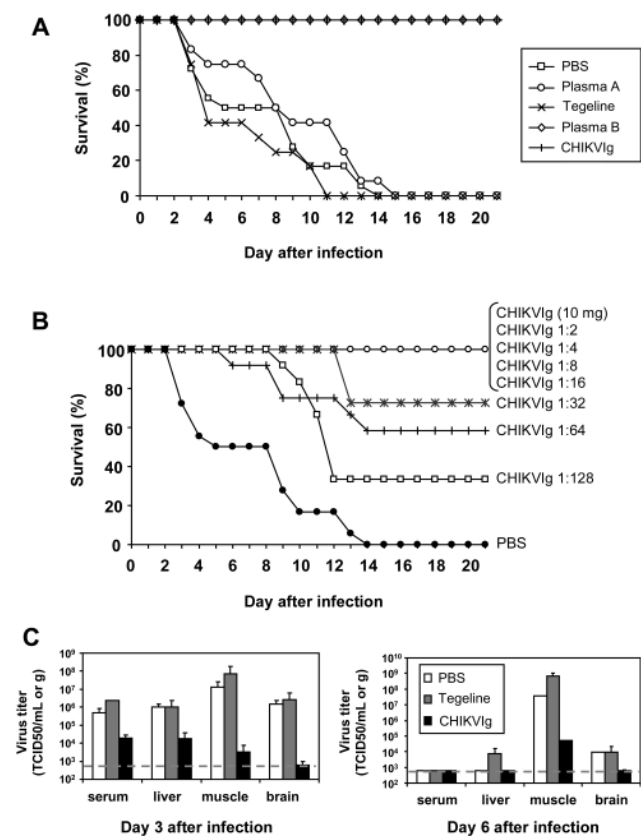 A
Survival (%)
100
80
60
40
20
0
0 2 4 6 8 10 12 14 16 18 20
Day after infection
PBS
Plasma A
Tegeline
Plasma B
CHIKVIg
B
Survival (%)
100
80
60
40
20
0
0 2 4 6 8 10 12 14 16 18 20
Day after infection
CHIKVIg (10 mg)
CHIKVIg 1:2
CHIKVIg 1:4
CHIKVIg 1:8
CHIKVIg 1:16
CHIKVIg 1:32
CHIKVIg 1:64
CHIKVIg 1:128
PBS
C
Virus titer
(TCID50/mL or g)
10⁹
10⁸
10⁷
10⁶
10⁵
10⁴
10³
10²
serum liver muscle brain
Day 3 after infection
PBS
Tegeline
CHIKVIg
Virus titer
(TCID50/mL or g)
10¹⁰
10⁹
10⁸
10⁷
10⁶
10⁵
10⁴
10³
10²
PBS
Tegeline
CHIKVIg
serum liver muscle brain
Day 6 after infection